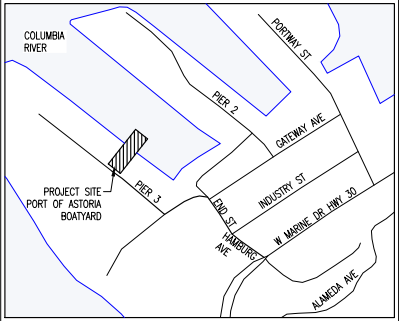 COLUMBIA
RIVER
PORTWAY ST
PIER 2
GATEWAY AVE
PROJECT SITE
PORT OF ASTORIA
BOATYARD
PIER 3
END ST
INDUSTRY ST
HAMBURG
AVE
W MARINE DR HWY 30
ALAMEDA AVE